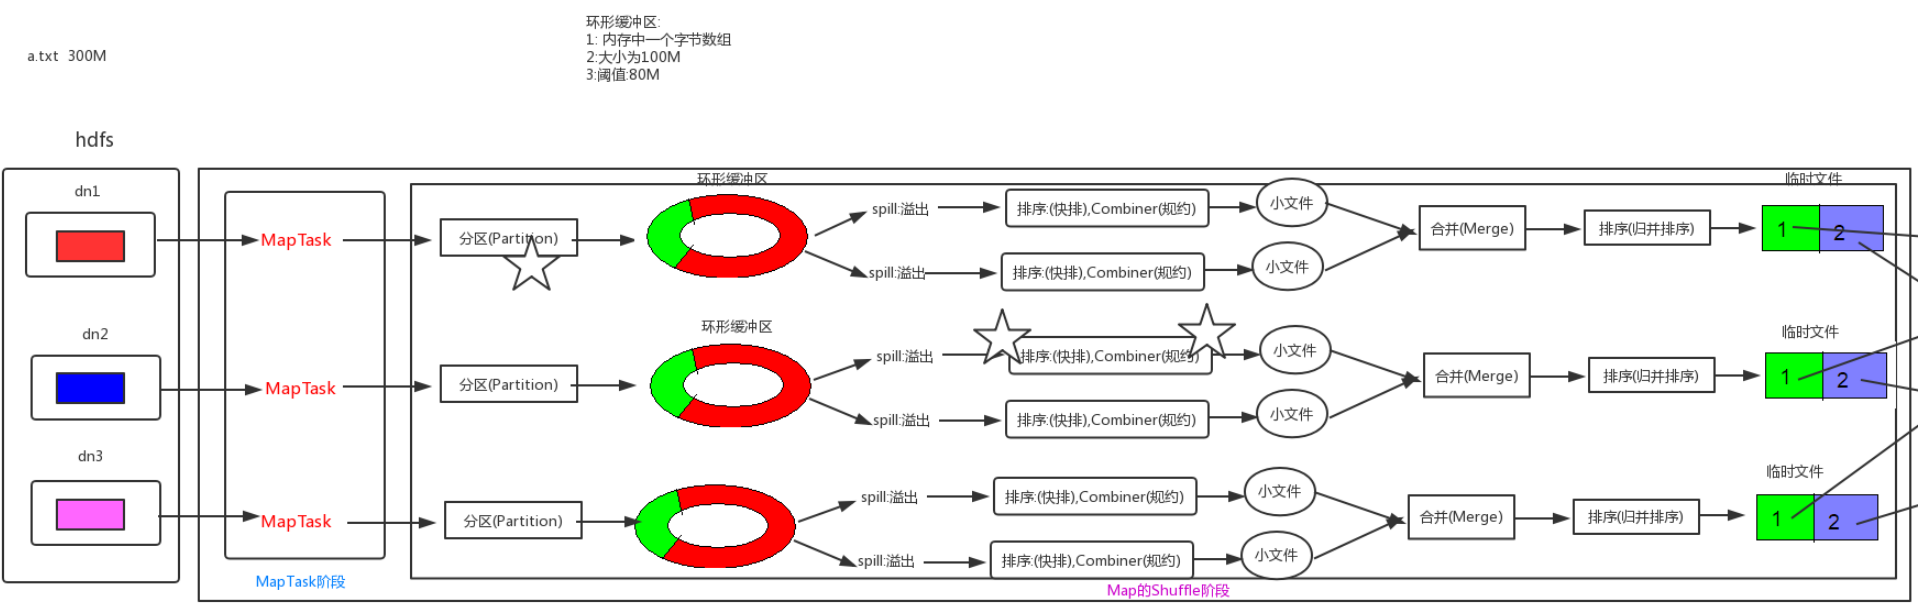 环形缓冲区:
1: 内存中一个字节数组
2:大小为100M
3:阈值:80M
a.txt  300M
hdfs
dn1
MapTask
分区(Partition)
环形缓冲区
spill:溢出
排序:(快排),Combiner(规约)
小文件
spill:溢出
排序:(快排),Combiner(规约)
小文件
合并(Merge)
排序(归并排序)
临时文件
1
2
dn2
MapTask
分区(Partition)
环形缓冲区
spill:溢出
排序:(快排),Combiner(规约)
小文件
spill:溢出
排序:(快排),Combiner(规约)
小文件
合并(Merge)
排序(归并排序)
临时文件
1
2
dn3
MapTask
分区(Partition)
spill:溢出
排序:(快排),Combiner(规约)
小文件
spill:溢出
排序:(快排),Combiner(规约)
小文件
合并(Merge)
排序(归并排序)
临时文件
1
2
MapTask阶段
Map的Shuffle阶段